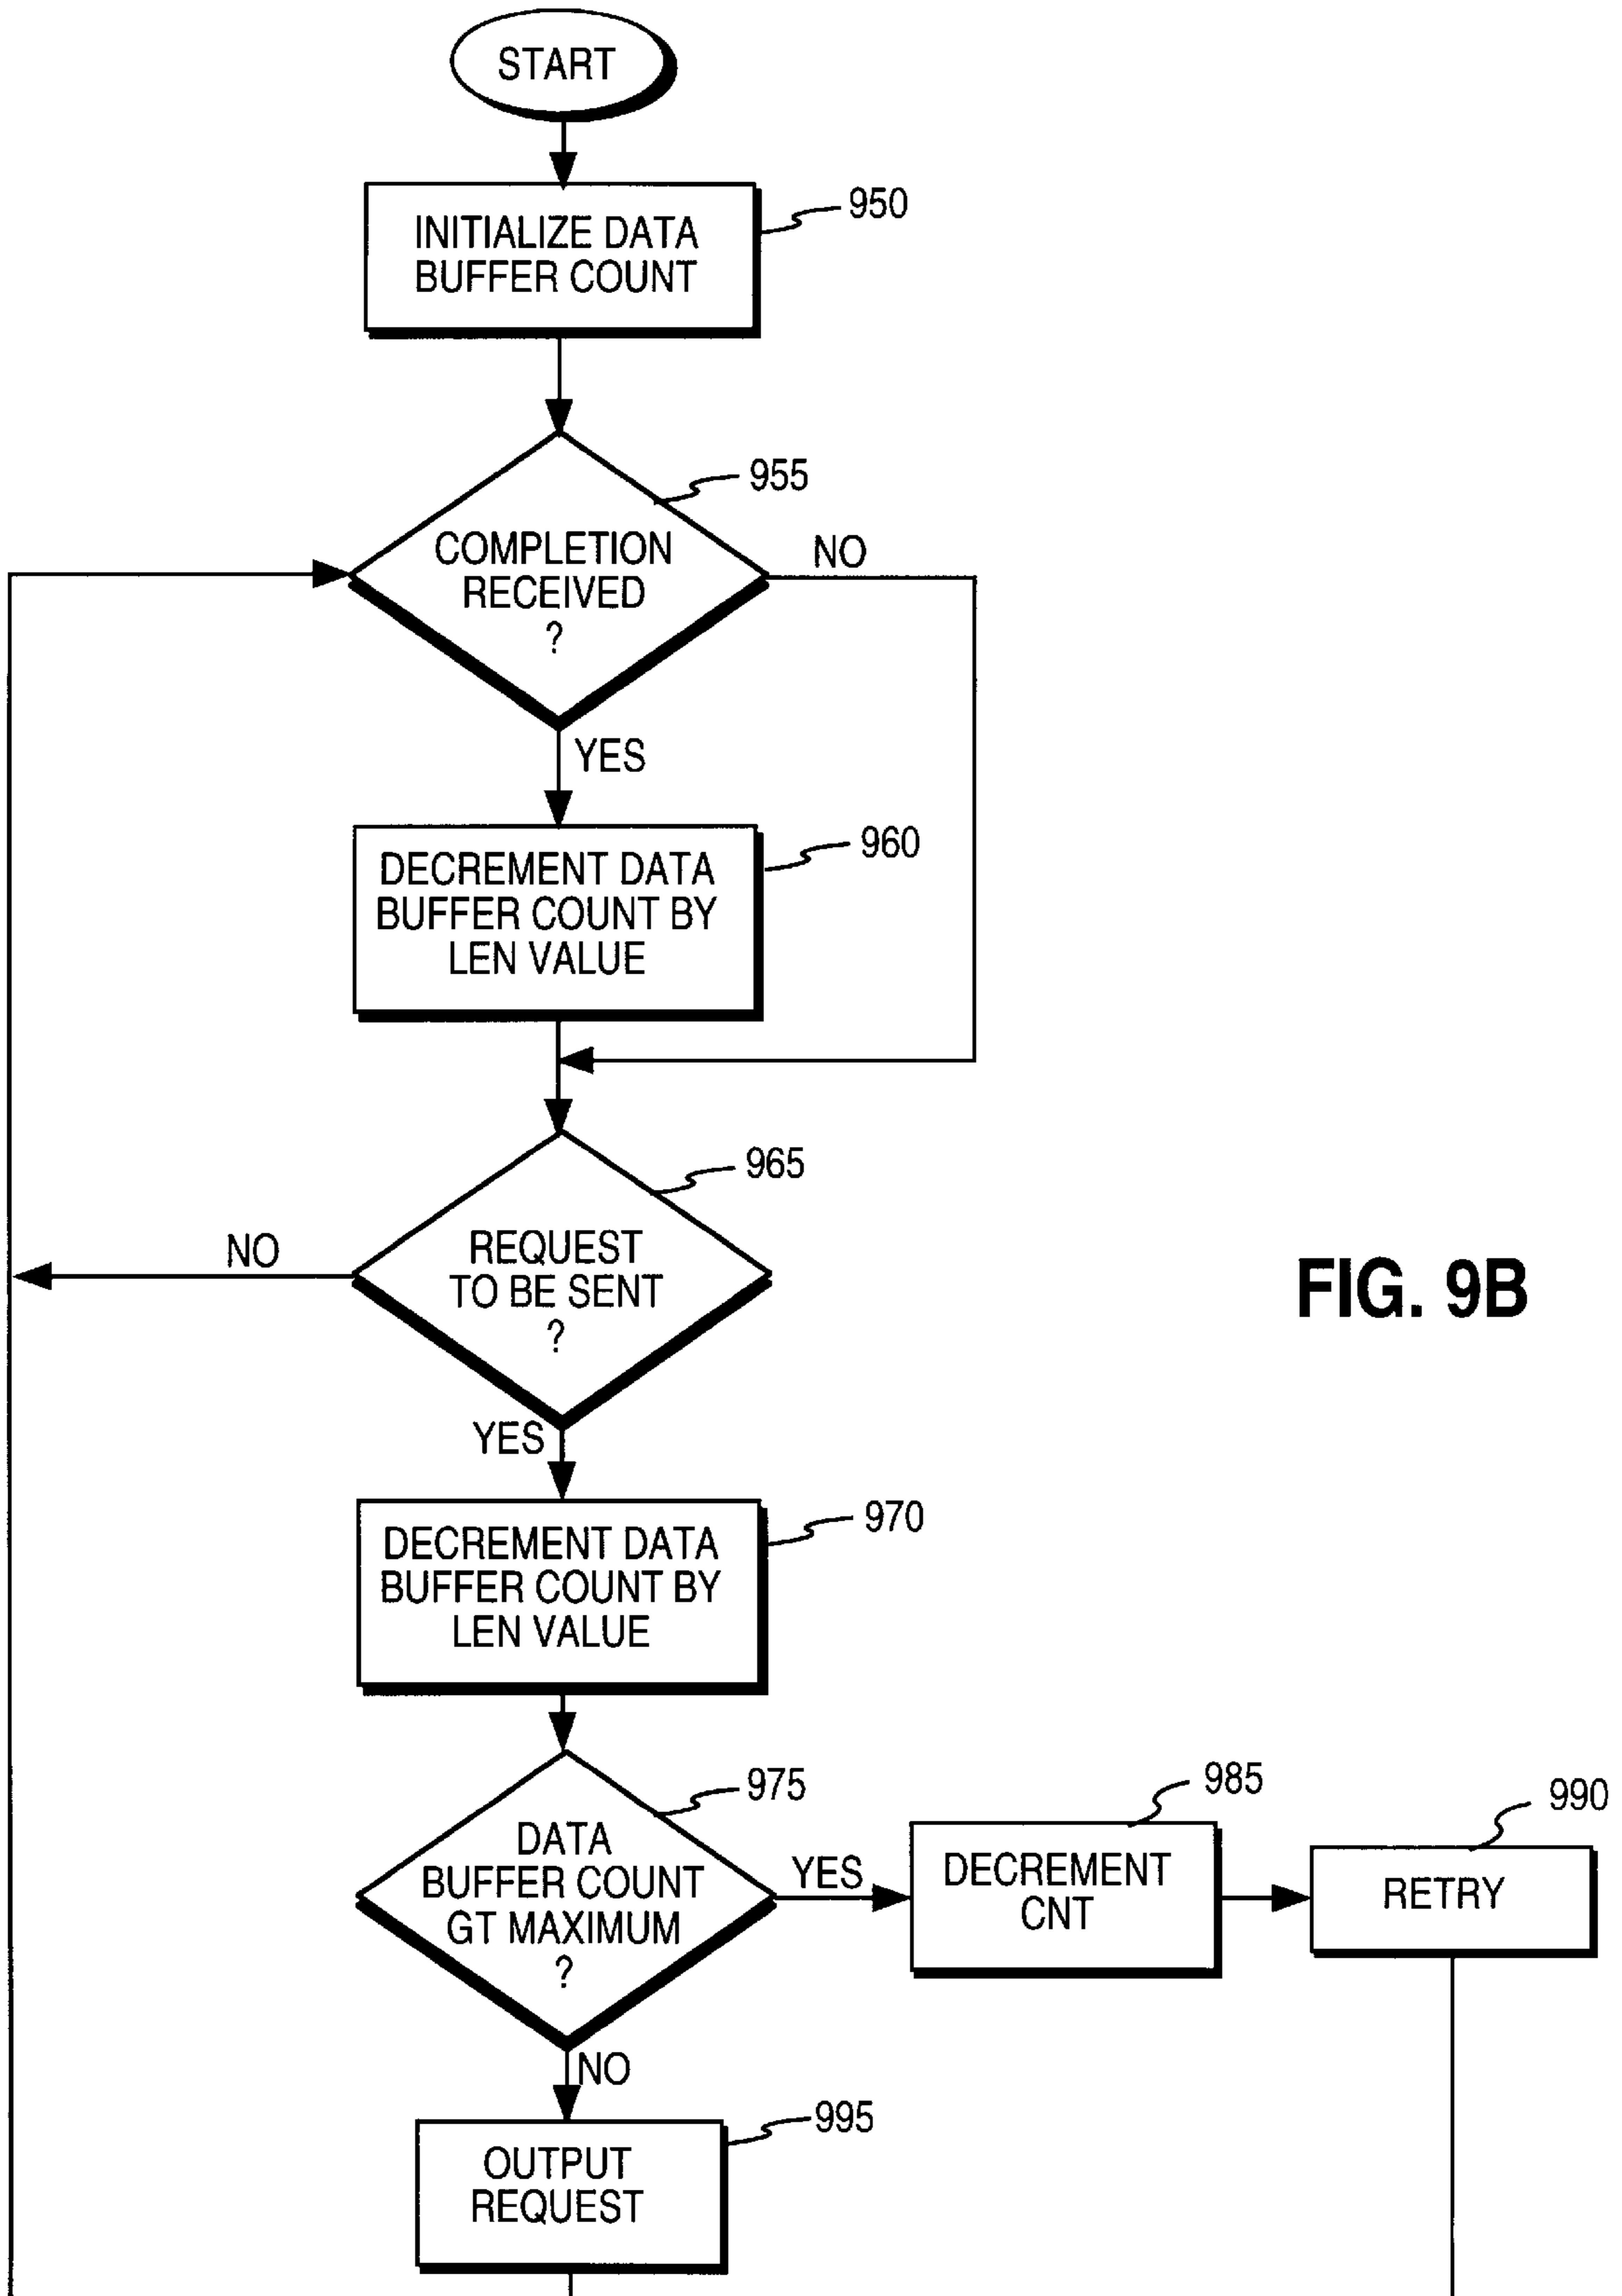 START
INITIALIZE DATA
BUFFER COUNT
950
COMPLETION
RECEIVED
?
955
NO
YES
DECREMENT DATA
BUFFER COUNT BY
LEN VALUE
960
REQUEST
TO BE SENT
?
965
NO
YES
FIG. 9B
DECREMENT DATA
BUFFER COUNT BY
LEN VALUE
970
DATA
BUFFER COUNT
GT MAXIMUM
?
975
YES
DECREMENT
CNT
985
RETRY
990
NO
OUTPUT
REQUEST
995